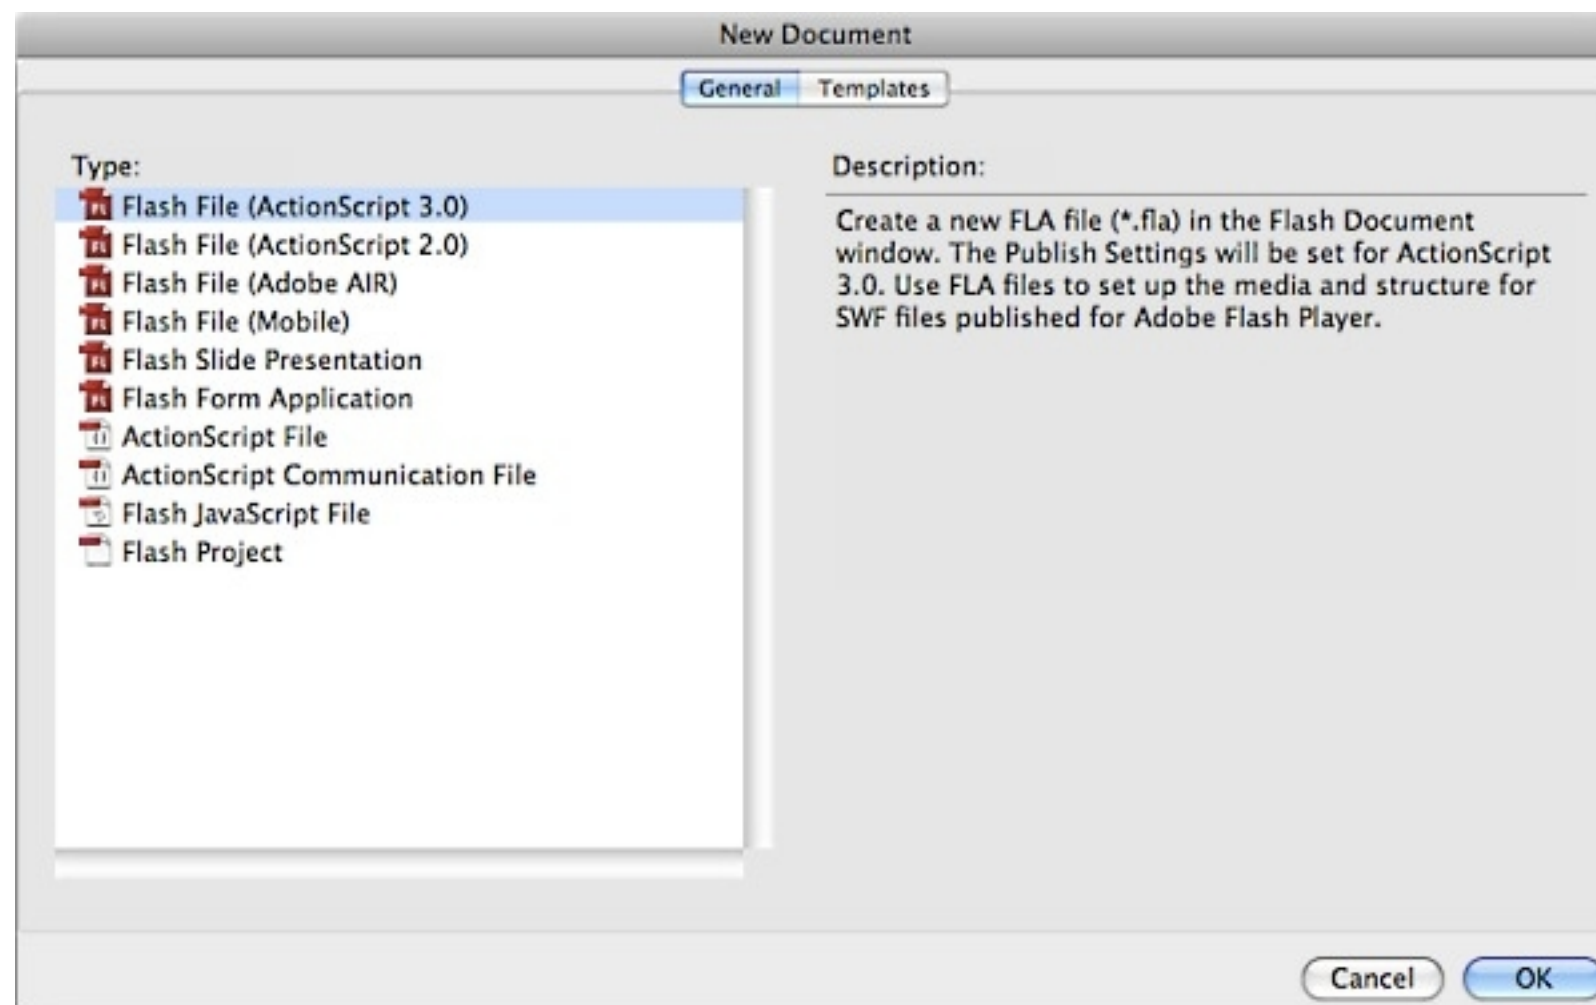 New Document
General Templates
Type:
Flash File (ActionScript 3.0)
Flash File (ActionScript 2.0)
Flash File (Adobe AIR)
Flash File (Mobile)
Flash Slide Presentation
Flash Form Application
ActionScript File
ActionScript Communication File
Flash JavaScript File
Flash Project
Description:
Create a new FLA file (*.fla) in the Flash Document
window. The Publish Settings will be set for ActionScript
3.0. Use FLA files to set up the media and structure for
SWF files published for Adobe Flash Player.
Cancel OK